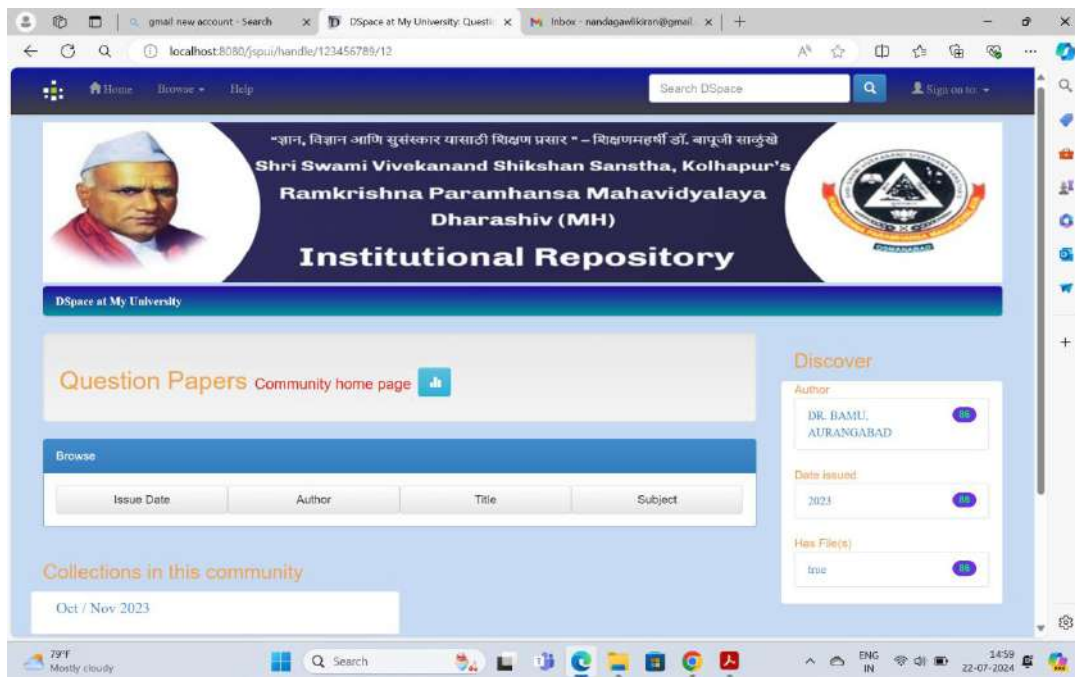 gmail new account - Search
DSpace at My University: Questi
Inbox - nandagawlikiran@gmail.
localhost:8080/jspui/handle/123456789/12
Home Browse Help
Search DSpace
Sign on to:
"ज्ञान, विज्ञान आणि सुसंस्कार यासाठी शिक्षण प्रसार " – शिक्षणमहर्षी डॉ. बापूजी साळुंखे
Shri Swami Vivekanand Shikshan Sanstha, Kolhapur's
Ramkrishna Paramhansa Mahavidyalaya
Dharashiv (MH)
Institutional Repository
DSpace at My University
Question Papers Community home page
Browse
Issue Date Author Title Subject
Collections in this community
Oct / Nov 2023
Discover
Author
DR. BAMU, AURANGABAD
86
Date issued
2023 86
Has File(s)
true 86
79°F
Mostly cloudy
Search
ENG
IN
14:59
22-07-2024